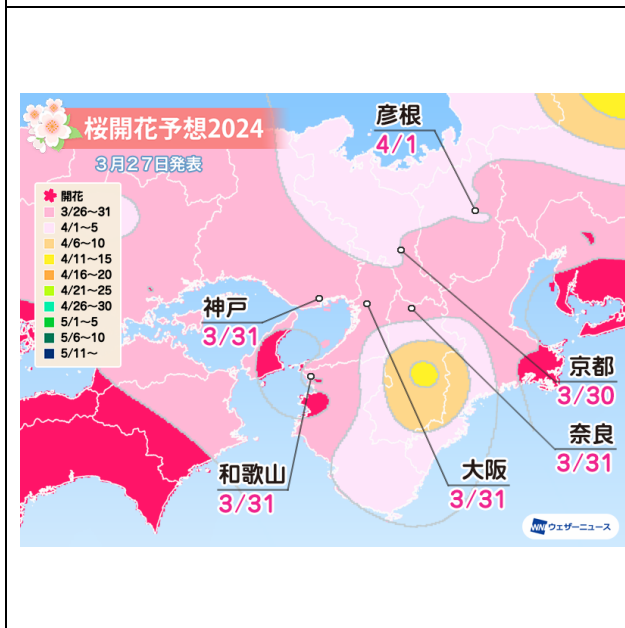 桜開花予想2024
3月27日発表
開花
3/26〜31
4/1〜5
4/6〜10
4/11〜15
4/16〜20
4/21〜25
4/26〜30
5/1〜5
5/6〜10
5/11〜
彦根
4/1
神戸
3/31
京都
3/30
奈良
3/31
和歌山
3/31
大阪
3/31
WNI ウェザーニュース